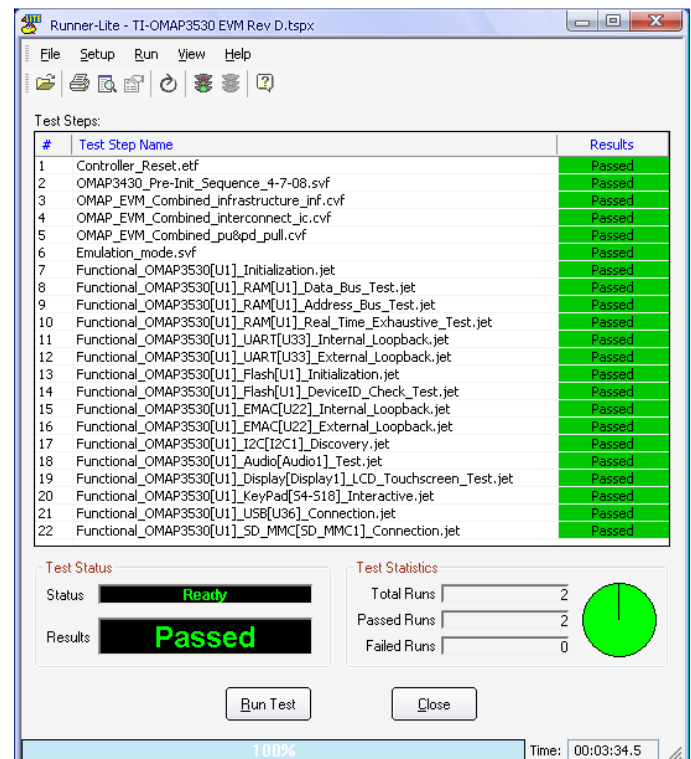 Runner-Lite - TI-OMAP3530 EVM Rev D.tspx
File Setup Run View Help
Test Steps:
# Test Step Name Results
1 Controller_Reset.etf Passed
2 OMAP3430_Pre-Init_Sequence_4-7-08.svf Passed
3 OMAP_EVM_Combined_infrastructure_inf.cvf Passed
4 OMAP_EVM_Combined_interconnect_ic.cvf Passed
5 OMAP_EVM_Combined_pu&pd_pull.cvf Passed
6 Emulation_mode.svf Passed
7 Functional_OMAP3530[U1]_Initialization.jet Passed
8 Functional_OMAP3530[U1]_RAM[U1]_Data_Bus_Test.jet Passed
9 Functional_OMAP3530[U1]_RAM[U1]_Address_Bus_Test.jet Passed
10 Functional_OMAP3530[U1]_RAM[U1]_Real_Time_Exhaustive_Test.jet Passed
11 Functional_OMAP3530[U1]_UART[U33]_Internal_Loopback.jet Passed
12 Functional_OMAP3530[U1]_UART[U33]_External_Loopback.jet Passed
13 Functional_OMAP3530[U1]_Flash[U1]_Initialization.jet Passed
14 Functional_OMAP3530[U1]_Flash[U1]_DeviceID_Check_Test.jet Passed
15 Functional_OMAP3530[U1]_EMAC[U22]_Internal_Loopback.jet Passed
16 Functional_OMAP3530[U1]_EMAC[U22]_External_Loopback.jet Passed
17 Functional_OMAP3530[U1]_I2C[I2C1]_Discovery.jet Passed
18 Functional_OMAP3530[U1]_Audio[Audio1]_Test.jet Passed
19 Functional_OMAP3530[U1]_Display[Display1]_LCD_Touchscreen_Test.jet Passed
20 Functional_OMAP3530[U1]_KeyPad[S4-S18]_Interactive.jet Passed
21 Functional_OMAP3530[U1]_USB[U36]_Connection.jet Passed
22 Functional_OMAP3530[U1]_SD_MMC[SD_MMC1]_Connection.jet Passed
Test Status
Status Ready
Results Passed
Test Statistics
Total Runs 2
Passed Runs 2
Failed Runs 0
Run Test Close
100% Time: 00:03:34.5